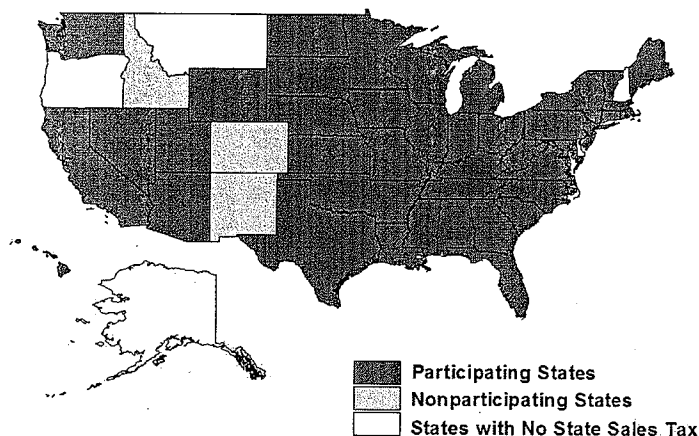 Participating States
Nonparticipating States
States with No State Sales Tax